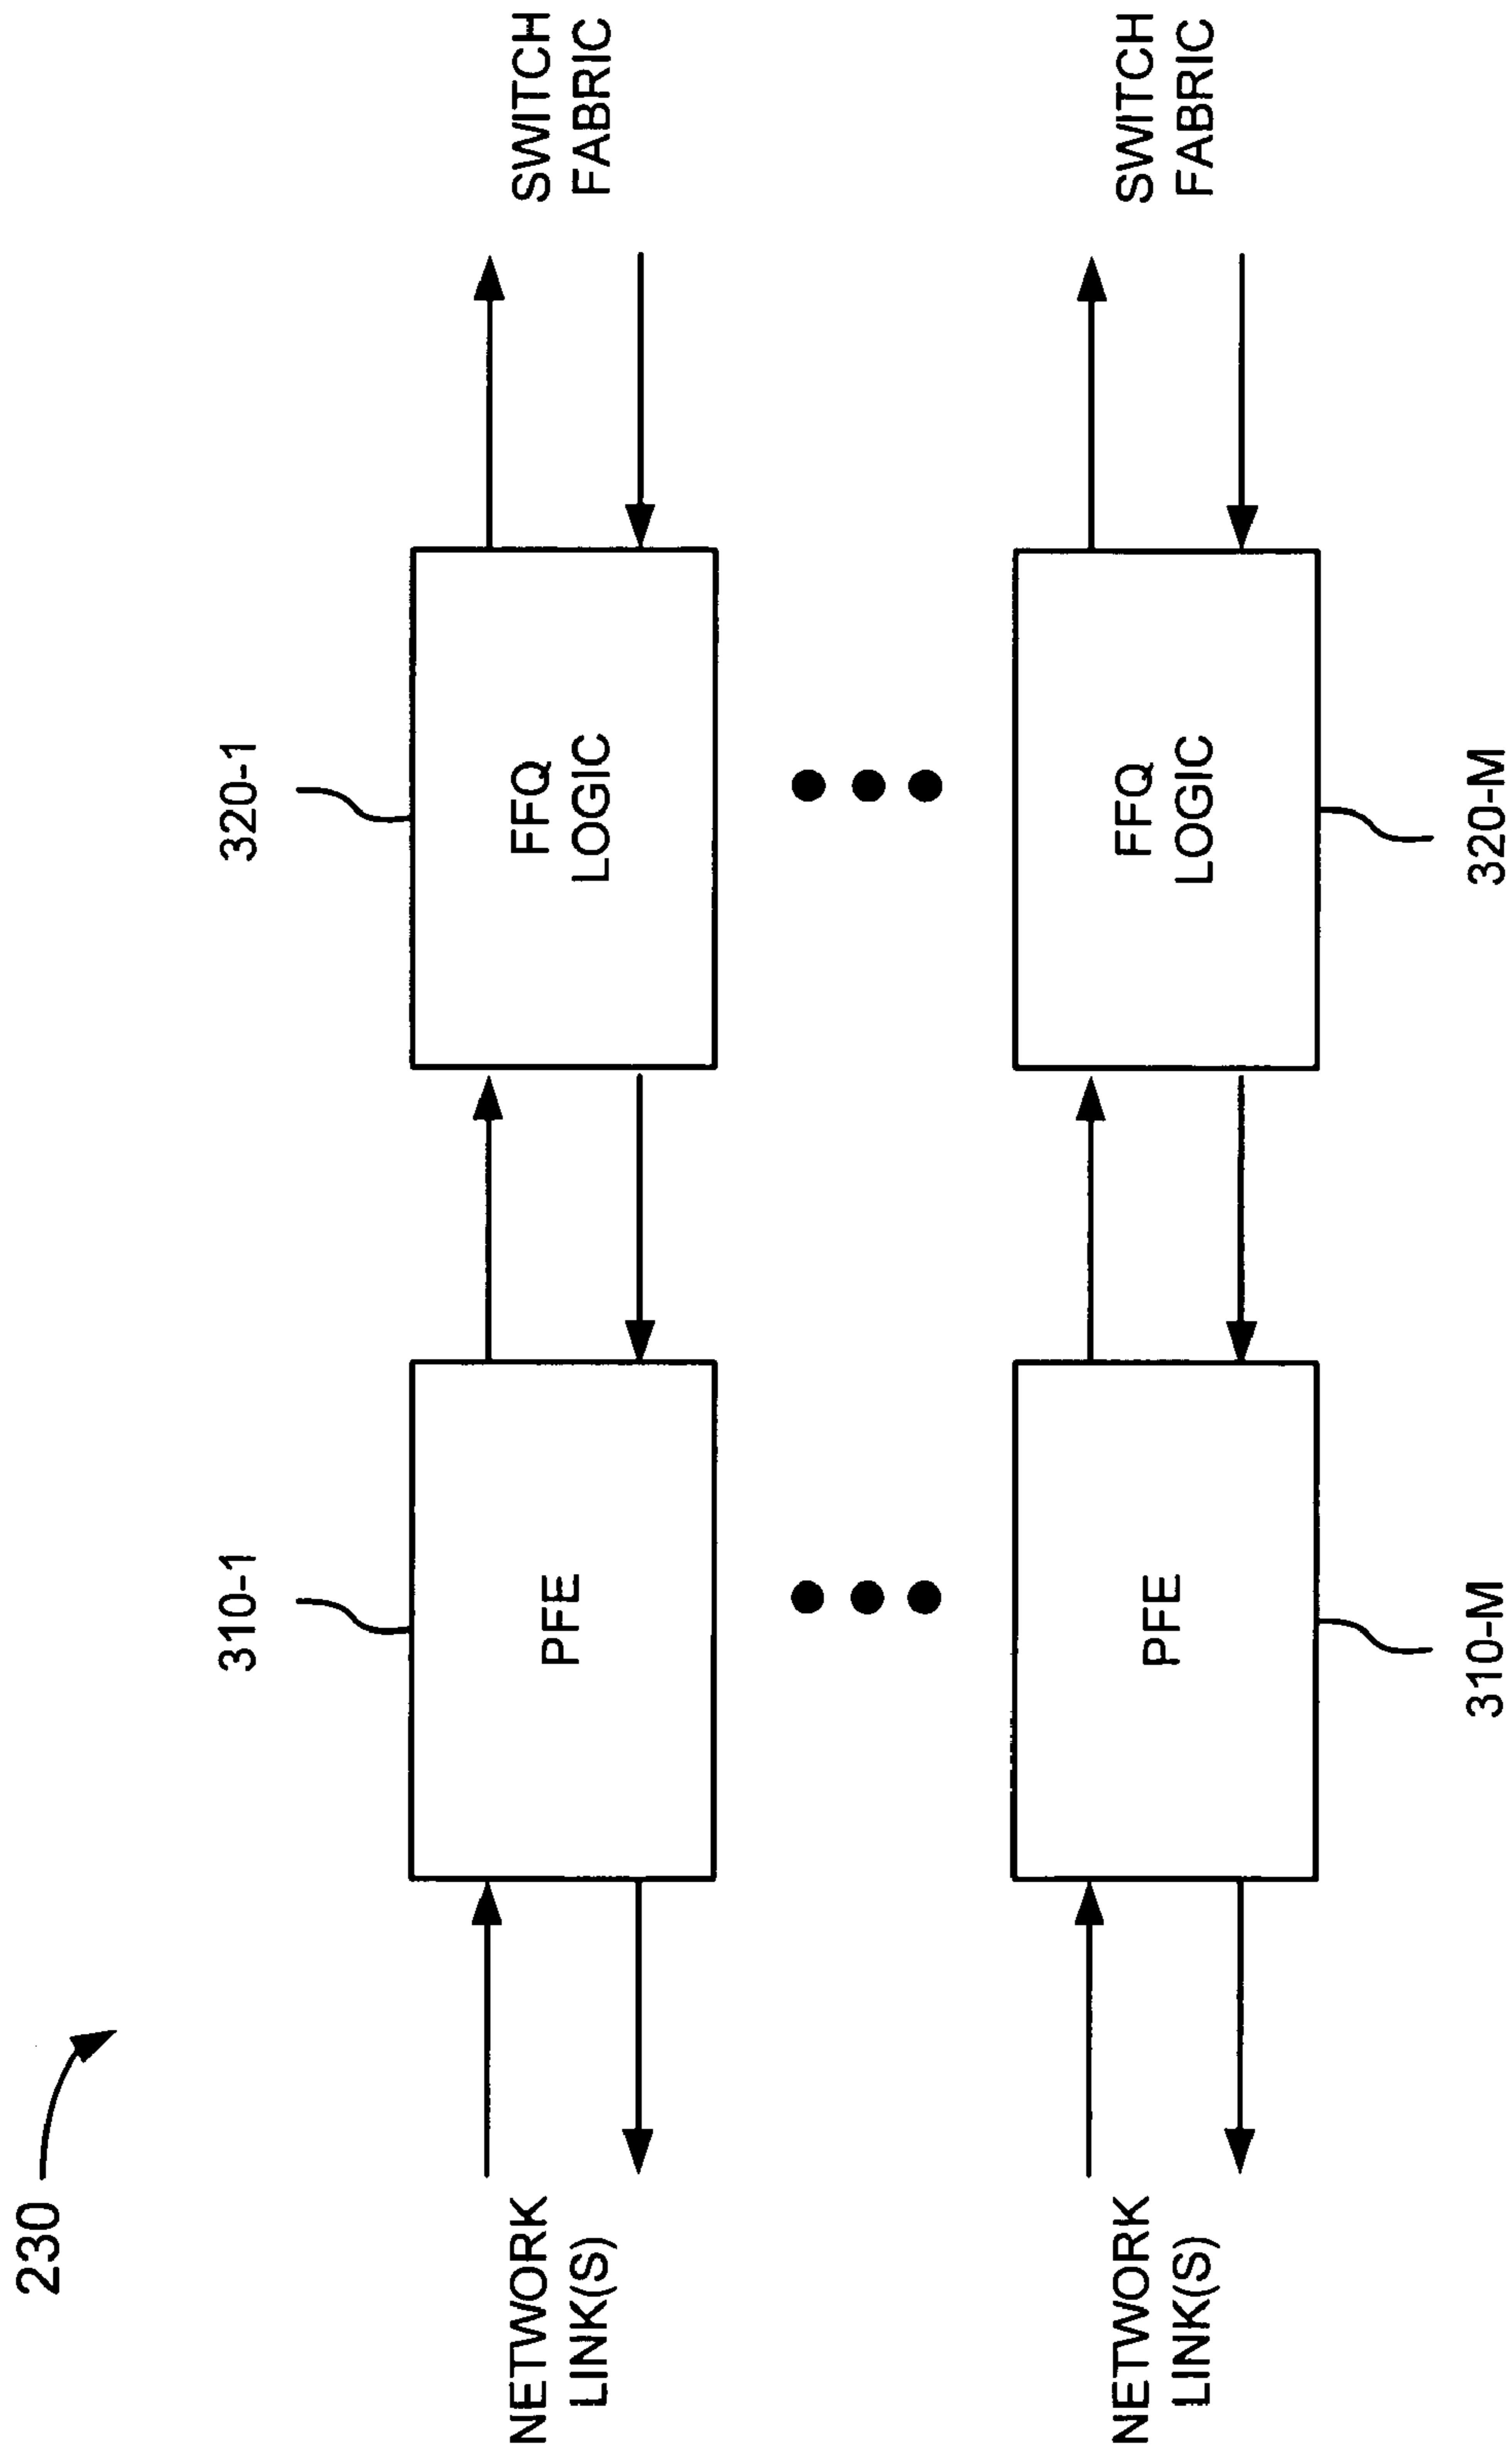 230
310-1
320-1
NETWORK
LINK(S)
PFE
FFQ
LOGIC
SWITCH
FABRIC
NETWORK
LINK(S)
PFE
FFQ
LOGIC
SWITCH
FABRIC
310-M
320-M